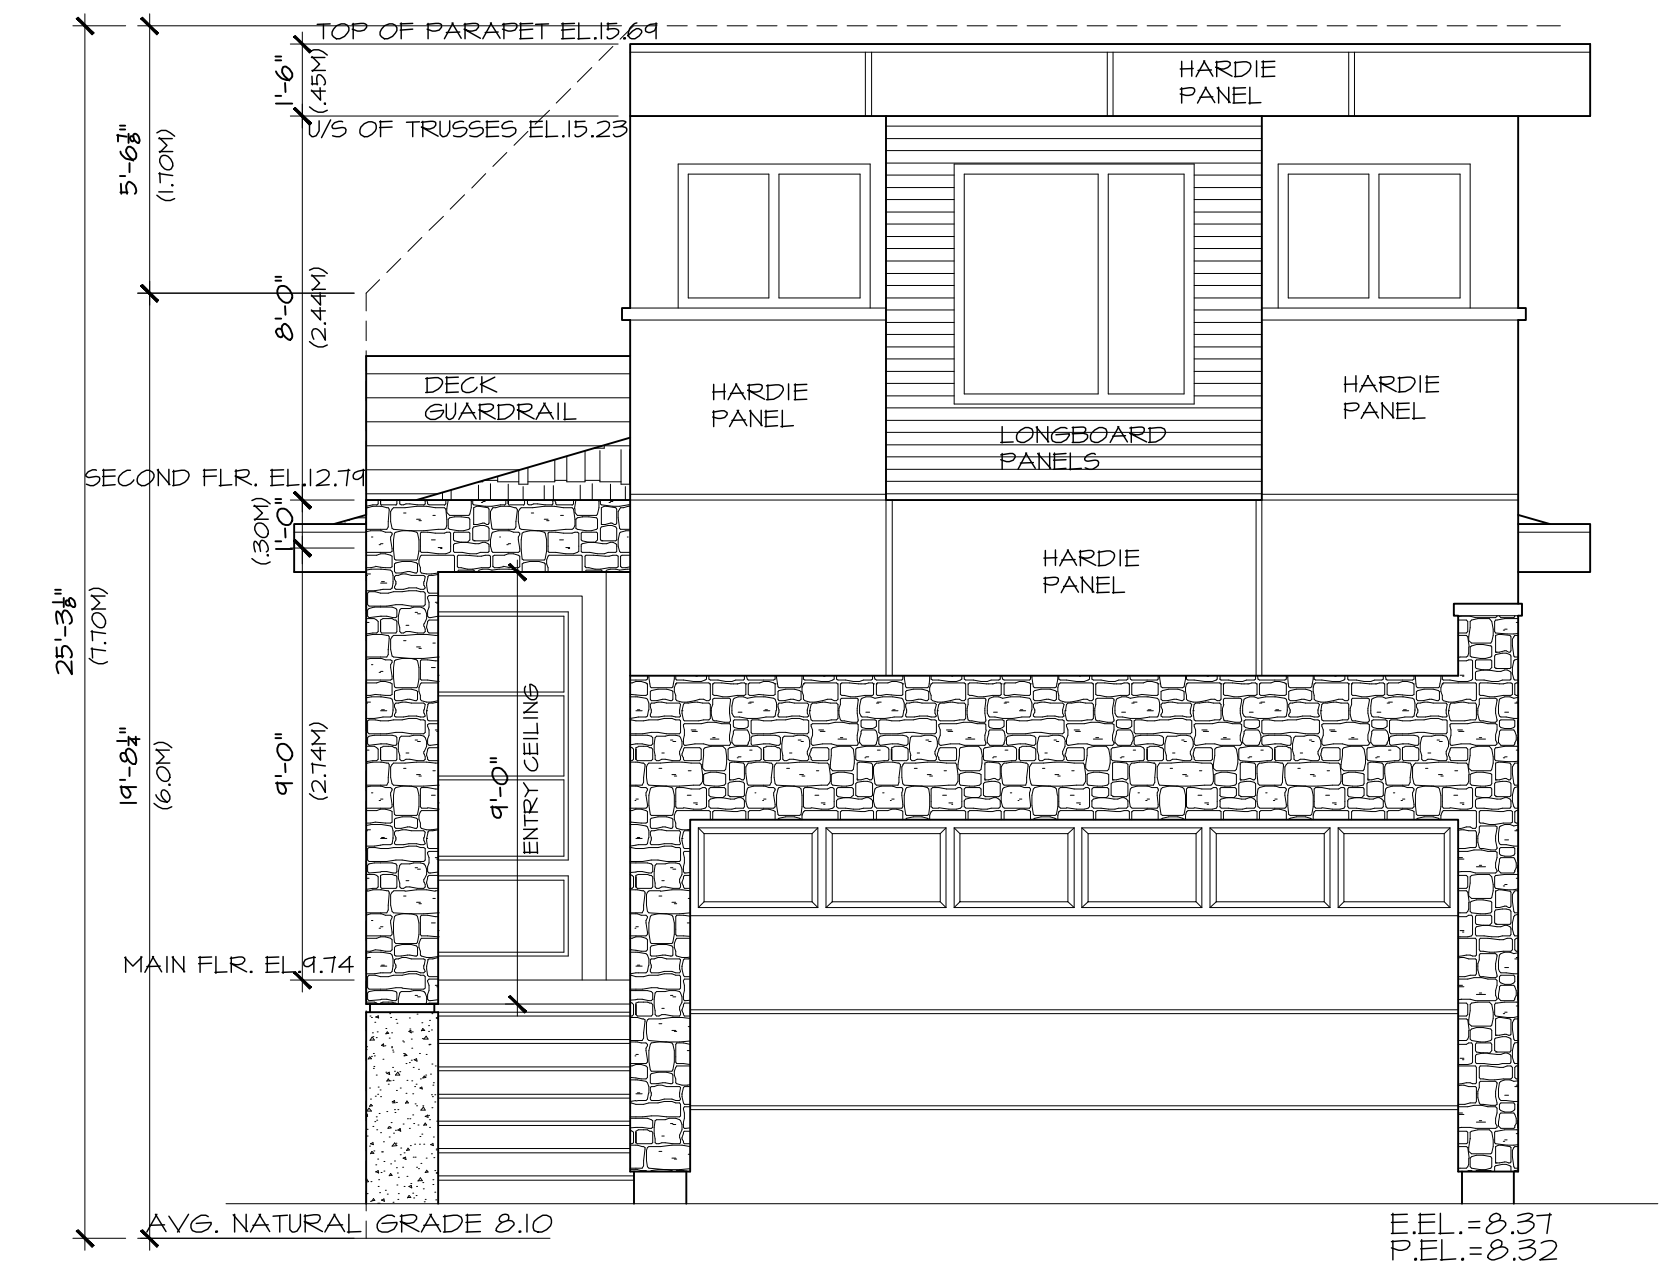 TOP OF PARAPET EL.15.69
1'-6"
(.45M)
HARDIE
PANEL
U/S OF TRUSSES EL.15.23
5'-6⅞"
(1.70M)
8'-0"
(2.44M)
DECK
GUARDRAIL
HARDIE
PANEL
HARDIE
PANEL
LONGBOARD
PANELS
SECOND FLR. EL.12.79
1'-0"
(.30M)
HARDIE
PANEL
25'-3⅛"
(7.70M)
19'-8¼"
(6.0M)
9'-0"
(2.74M)
9'-0"
ENTRY CEILING
MAIN FLR. EL.9.74
AVG. NATURAL GRADE 8.10
E.EL.=8.37
P.EL.=8.32